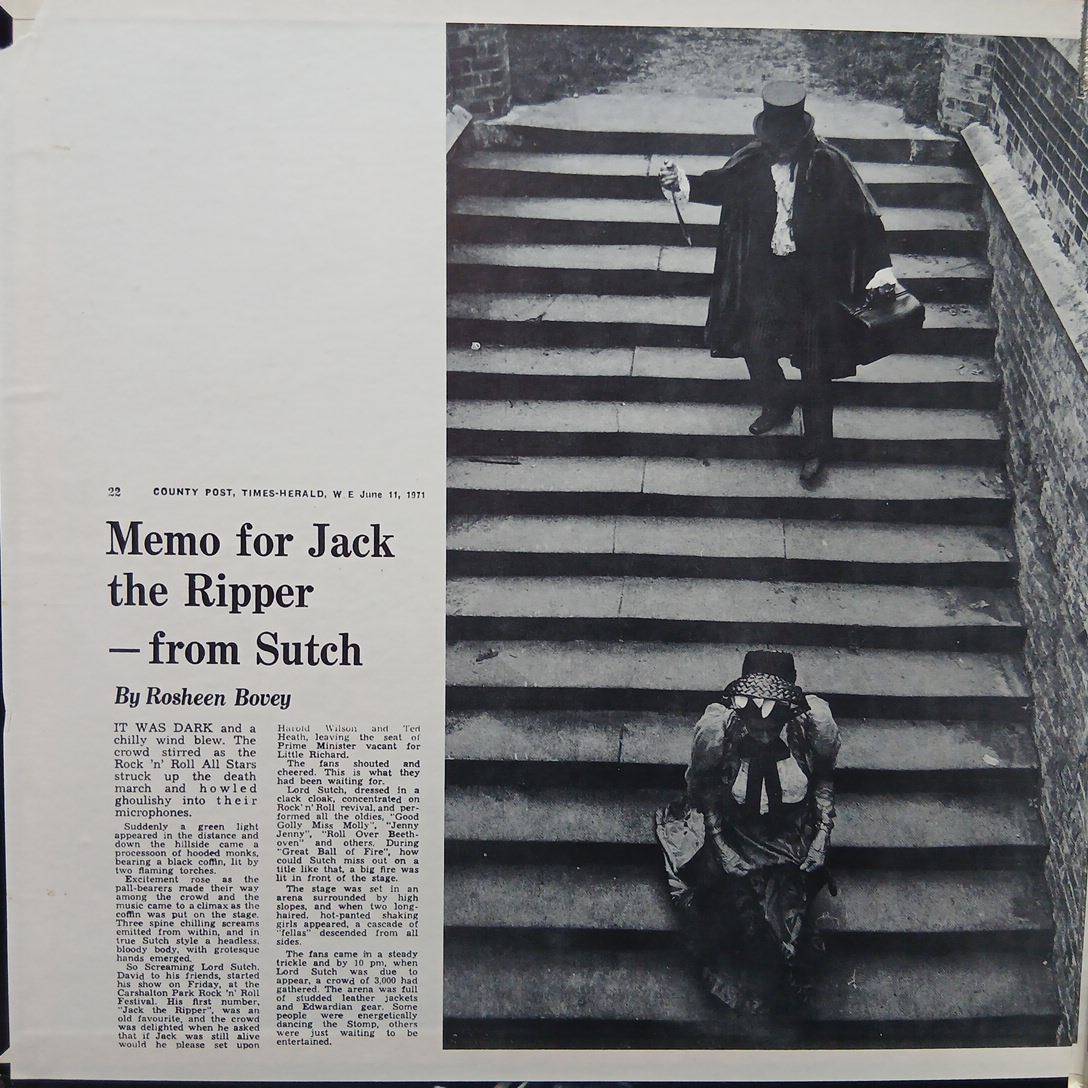 22 COUNTY POST, TIMES-HERALD, W E June 11, 1971
Memo for Jack
the Ripper
— from Sutch
By Rosheen Bovey
IT WAS DARK and a
chilly wind blew. The
crowd stirred as the
Rock 'n' Roll All Stars
struck up the death
march and howled
ghoulishy into their
microphones.
Suddenly a green light
appeared in the distance and
down the hillside came a
processoon of hooded monks,
bearing a black coffin, lit by
two flaming torches.
Excitement rose as the
pall-bearers made their way
among the crowd and the
music came to a climax as the
coffin was put on the stage.
Three spine chilling screams
emitted from within, and in
true Sutch style a headless,
bloody body, with grotesque
hands emerged.
So Screaming Lord Sutch,
David to his friends, started
his show on Friday, at the
Carshalton Park Rock 'n' Roll
Festival. His first number,
"Jack the Ripper", was an
old favourite, and the crowd
was delighted when he asked
that if Jack was still alive
would he please set upon
Harold Wilson and Ted
Heath, leaving the seat of
Prime Minister vacant for
Little Richard.
The fans shouted and
cheered. This is what they
had been waiting for.
Lord Sutch, dressed in a
clack cloak, concentrated on
Rock 'n' Roll revival, and per-
formed all the oldies, "Good
Golly Miss Molly", "Jenny
Jenny", "Roll Over Beeth-
oven" and others. During
"Great Ball of Fire", how
could Sutch miss out on a
title like that, a big fire was
lit in front of the stage.
The stage was set in an
arena surrounded by high
slopes, and when two long-
haired, hot-panted shaking
girls appeared, a cascade of
"fellas" descended from all
sides.
The fans came in a steady
trickle and by 10 pm, when
Lord Sutch was due to
appear, a crowd of 3,000 had
gathered. The arena was full
of studded leather jackets
and Edwardian gear. Some
people were energetically
dancing the Stomp, others
were just waiting to be
entertained.